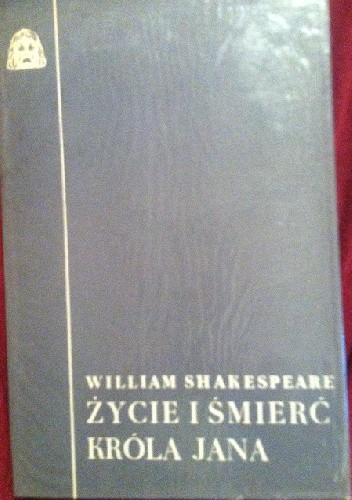 WILLIAM SHAKESPEARE
ŻYCIE I ŚMIERĆ
KRÓLA JANA